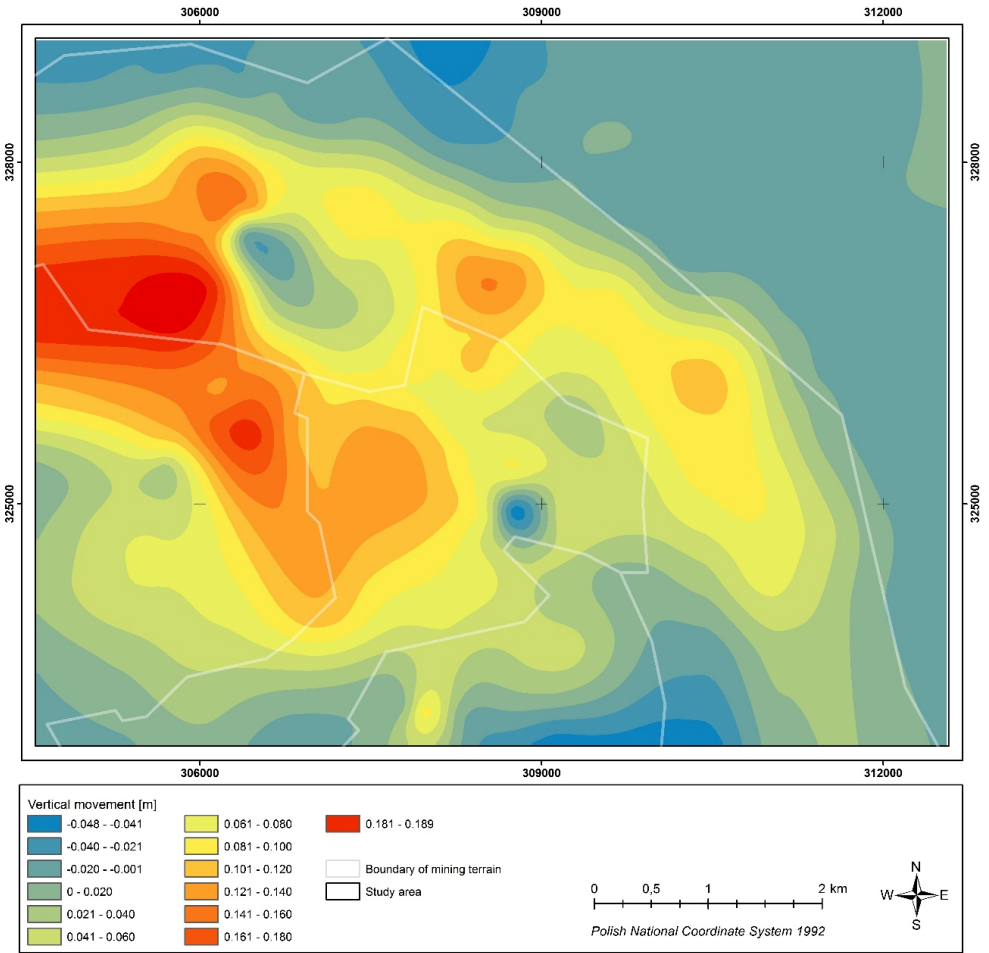 306000 309000 312000
328000 328000
325000 325000
306000 309000 312000
Vertical movement [m]
-0.048 - -0.041
-0.040 - -0.021
-0.020 - -0.001
0 - 0.020
0.021 - 0.040
0.041 - 0.060
0.061 - 0.080
0.081 - 0.100
0.101 - 0.120
0.121 - 0.140
0.141 - 0.160
0.161 - 0.180
0.181 - 0.189
Boundary of mining terrain
Study area
0 0,5 1 2 km
Polish National Coordinate System 1992
N
W E
S